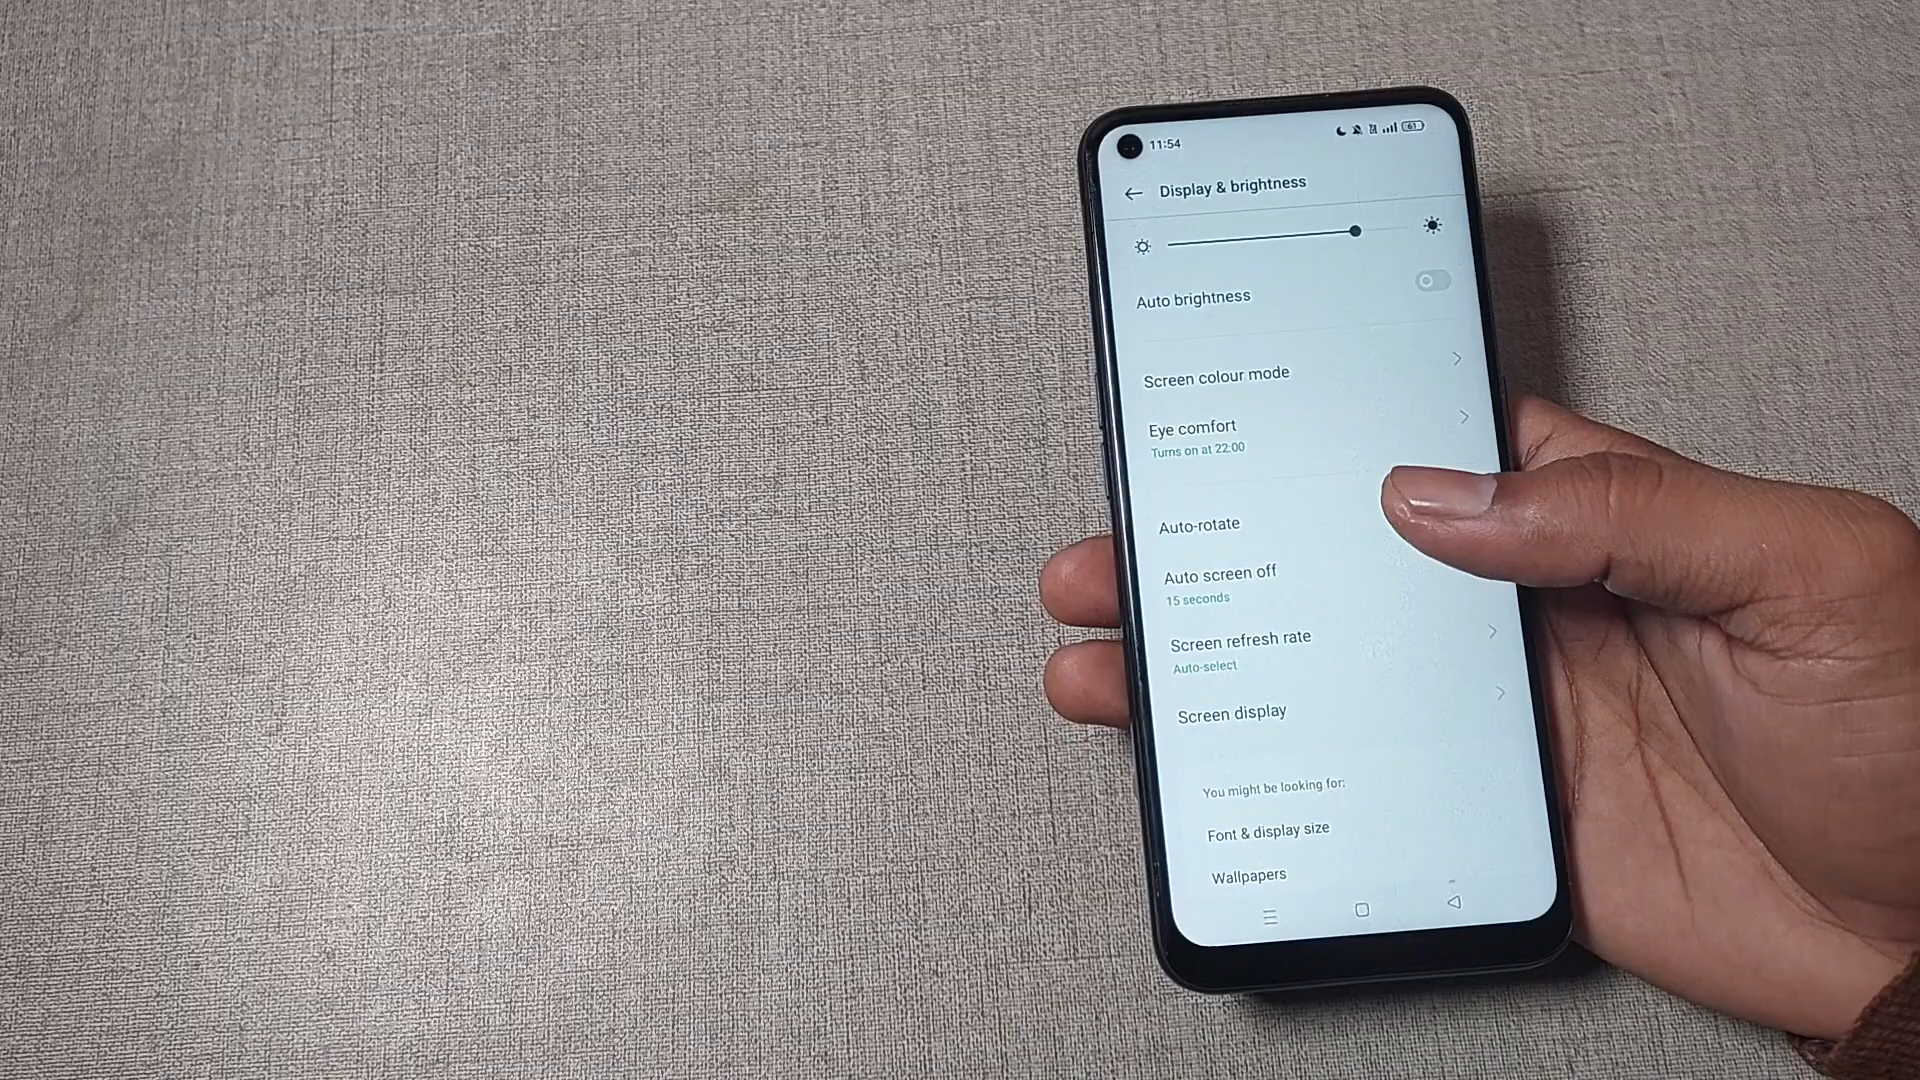 11:54
61
Display & brightness
Auto brightness
Screen colour mode
Eye comfort
Turns on at 22:00
Auto-rotate
Auto screen off
15 seconds
Screen refresh rate
Auto-select
Screen display
You might be looking for:
Font & display size
Wallpapers